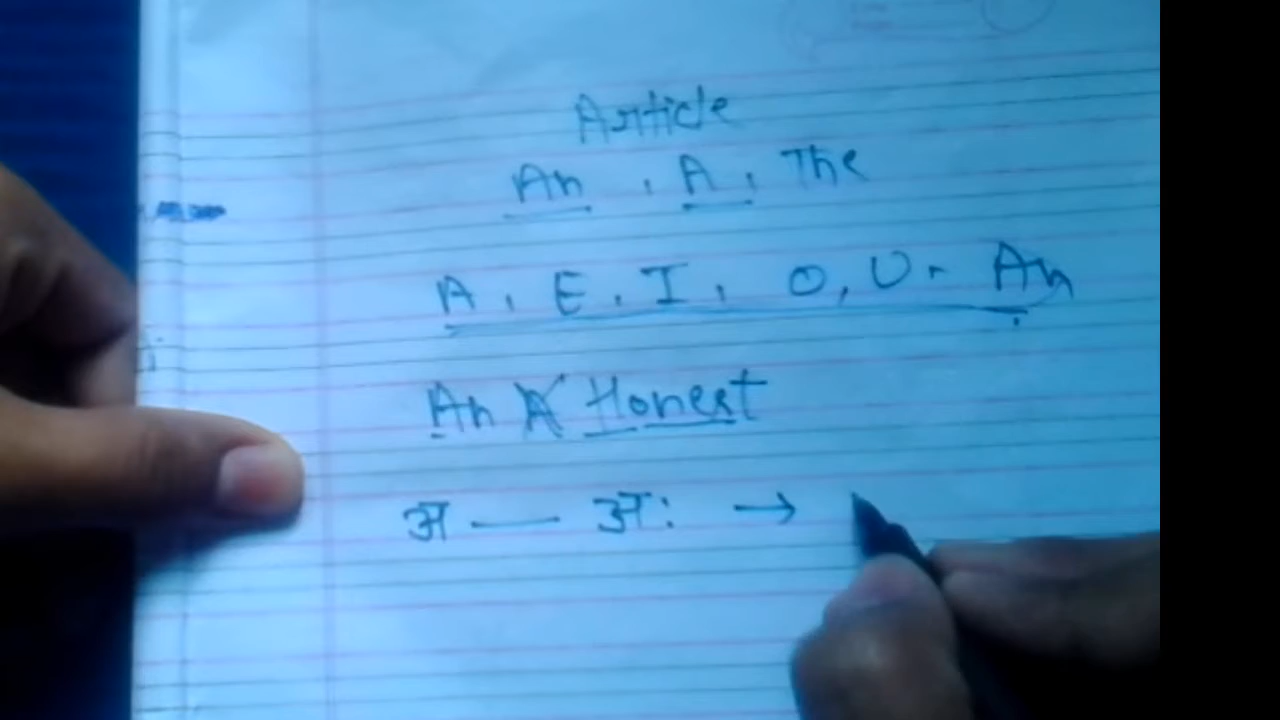 Article
An, A, The
A, E, I, O, U. An
An A Honest
अ — अ: →